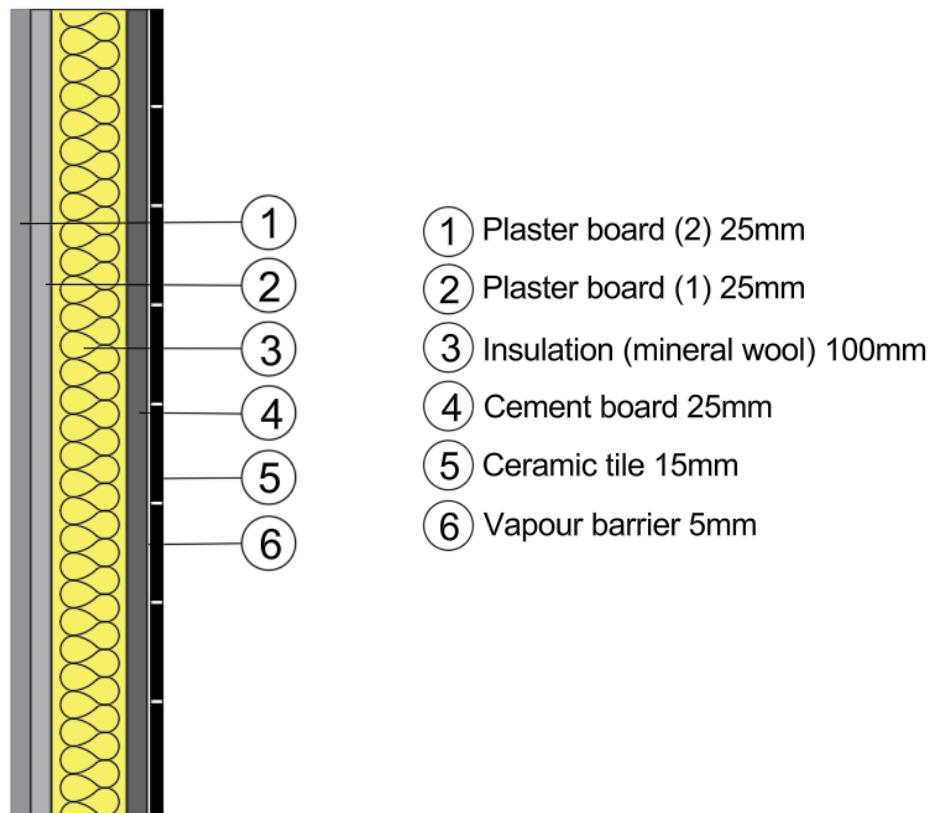 1
2
3
4
5
6
1 Plaster board (2) 25mm
2 Plaster board (1) 25mm
3 Insulation (mineral wool) 100mm
4 Cement board 25mm
5 Ceramic tile 15mm
6 Vapour barrier 5mm